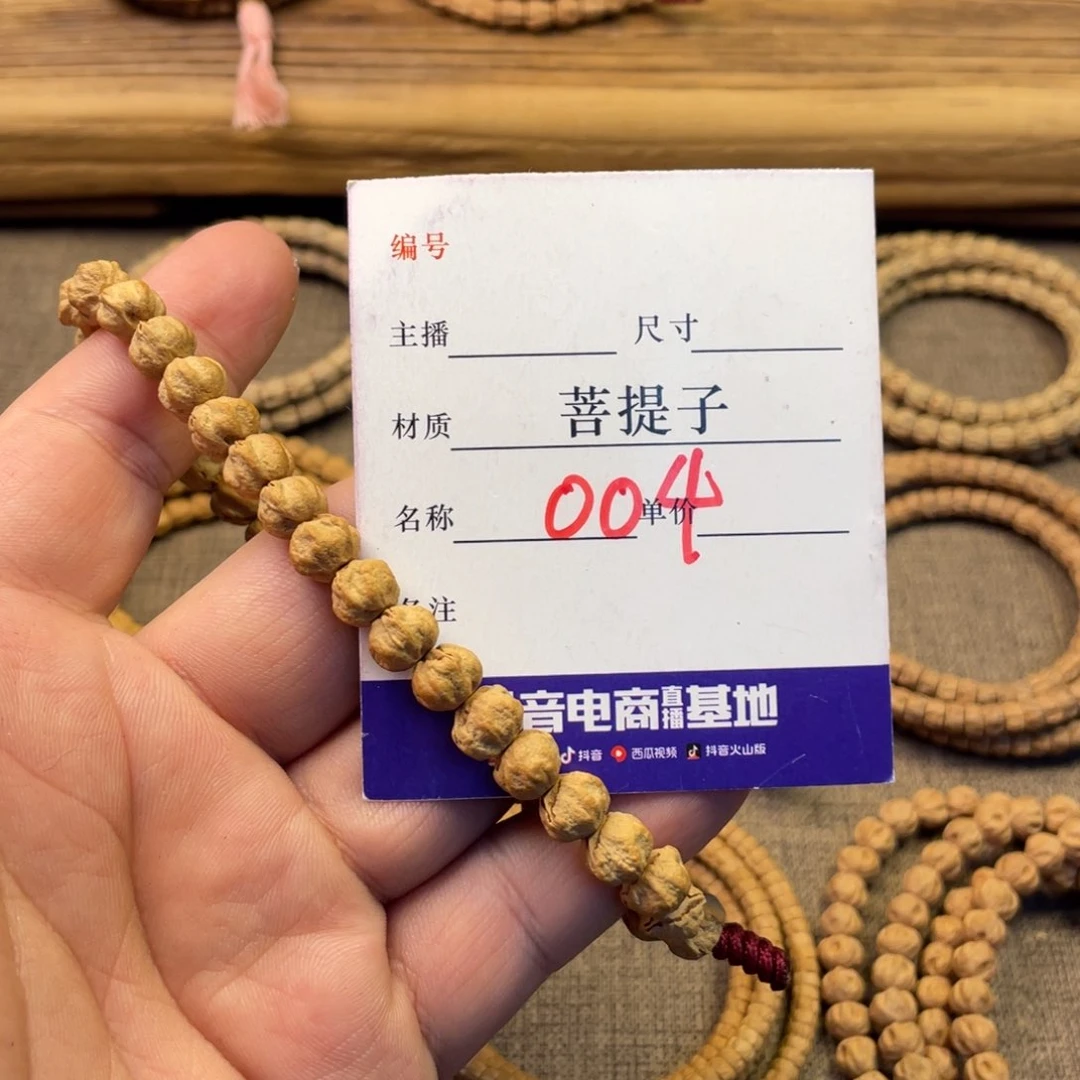 编号
主播 尺寸
材质 菩提子
名称 004 单价
注
音电商直播基地
抖音 西瓜视频 抖音火山版